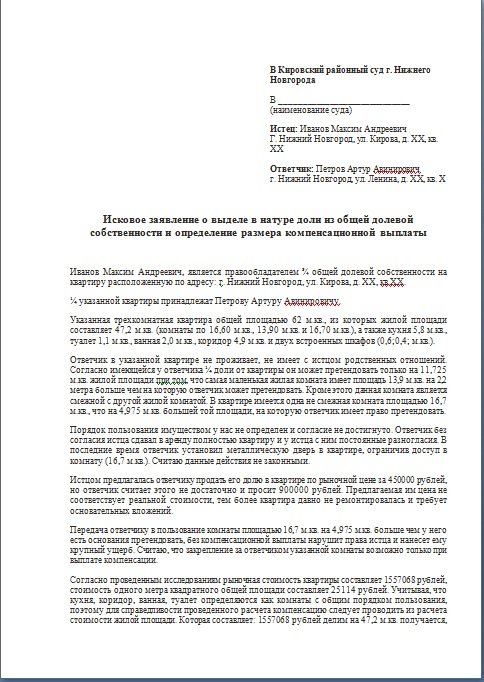 В Кировский районный суд г. Нижнего
Новгорода
В ______________________________
(наименование суда)
Истец: Иванов Максим Андреевич
Г. Нижний Новгород, ул. Кирова, д. ХХ, кв.
ХХ
Ответчик: Петров Артур Авинирович
г. Нижний Новгород, ул. Ленина, д. ХХ, кв. Х
Исковое заявление о выделе в натуре доли из общей долевой
собственности и определение размера компенсационной выплаты
Иванов Максим Андреевич, является правообладателем ¾ общей долевой собственности на
квартиру расположенную по адресу: г. Нижний Новгород, ул. Кирова, д. ХХ, кв.ХХ
¼ указанной квартиры принадлежат Петрову Артуру Авинировичу.
Указанная трехкомнатная квартира общей площадью 62 м.кв., из которых жилой площади
составляет 47,2 м.кв. (комнаты по 16,60 м.кв., 13,90 м.кв. и 16,70 м.кв.), а также кухня 5,8 м.кв.,
туалет 1,1 м.кв., ванная 2,0 м.кв., коридор 4,9 м.кв. и двух встроенных шкафов (0,6;0,4; м.кв.).
Ответчик в указанной квартире не проживает, не имеет с истцом родственных отношений.
Согласно имеющейся у ответчика ¼ доли от квартиры он может претендовать только на 11,725
м.кв. жилой площади при том, что самая маленькая жилая комната имеет площадь 13,9 м.кв. на 22
метра больше чем на которую ответчик может претендовать. Кроме этого данная комната является
смежной с другой жилой комнатой. В квартире имеется одна не смежная комната площадью 16,7
м.кв., что на 4,975 м.кв. большей той площади, на которую ответчик имеет право претендовать.
Порядок пользования имуществом у нас не определен и согласие не достигнуто. Ответчик без
согласия истца сдавал в аренду полностью квартиру и у истца с ним постоянные разногласия. В
последнее время ответчик установил металлическую дверь в квартире, ограничив доступ в
комнату (16,7 м.кв.). Считаю данные действия не законными.
Истцом предлагалась ответчику продать его долю в квартире по рыночной цене за 450000 рублей,
но ответчик считает этого не достаточно и просит 900000 рублей. Предлагаемая им цена не
соответствует реальной стоимости, тем более квартира давно не ремонтировалась и требует
основательных вложений.
Передача ответчику в пользование комнаты площадью 16,7 м.кв. на 4,975 м.кв. больше чем у него
есть основания претендовать, без компенсационной выплаты нарушит права истца и нанесет ему
крупный ущерб. Считаю, что закрепление за ответчиком указанной комнаты возможно только при
выплате компенсации.
Согласно проведенным исследованиям рыночная стоимость квартиры составляет 1557068 рублей,
стоимость одного метра квадратного общей площади составляет 25114 рублей. Учитывая, что
кухня, коридор, ванная, туалет определяются как комнаты с общим порядком пользования,
поэтому для справедливости проведенного расчета компенсацию следует проводить из расчета
стоимости жилой площади. Которая составляет: 1557068 рублей делим на 47,2 м.кв. получается,